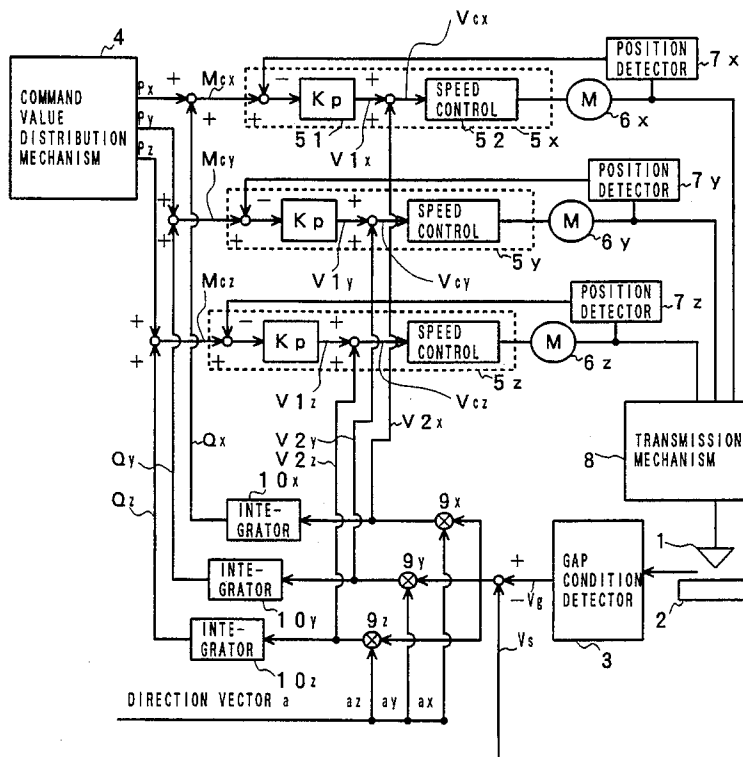 4
COMMAND
VALUE
DISTRIBUTION
MECHANISM
Px
Py
Pz
+
Mcx
+
−
Kp
51
+
+
V1x
Vcx
SPEED
CONTROL
52
5x
M
6x
POSITION
DETECTOR
7x
+
+
Mcy
+
−
Kp
+
+
V1y
Vcy
SPEED
CONTROL
5y
M
6y
POSITION
DETECTOR
7y
+
+
Mcz
+
−
Kp
+
+
V1z
Vcz
SPEED
CONTROL
5z
M
6z
POSITION
DETECTOR
7z
+
V2x
V2y
V2z
Qx
Qy
Qz
10x
INTE-
GRATOR
9x
INTE-
GRATOR
10y
9y
INTE-
GRATOR
10z
9z
+
−Vg
Vs
GAP
CONDITION
DETECTOR
3
8
TRANSMISSION
MECHANISM
1
2
DIRECTION VECTOR a
az
ay
ax